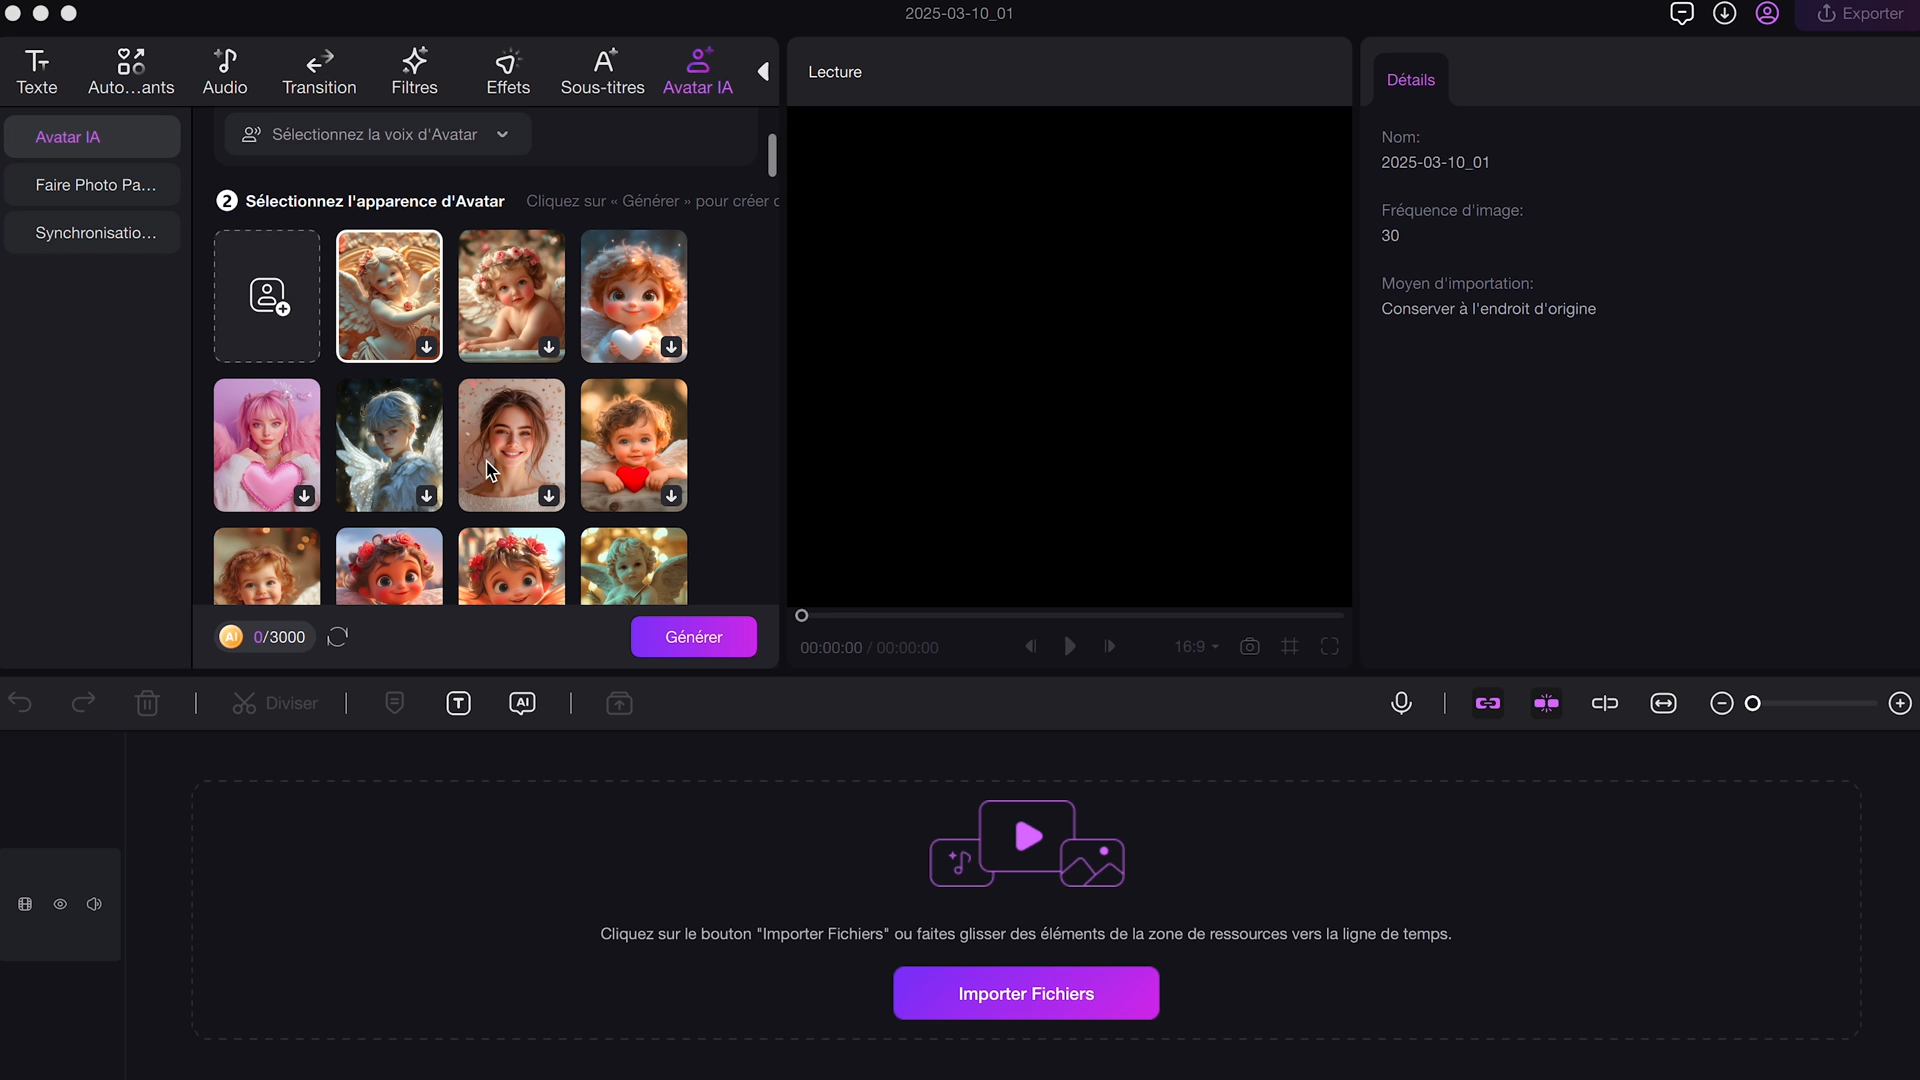 2025-03-10_01
Exporter
Texte
Auto...ants
Audio
Transition
Filtres
Effets
Sous-titres
Avatar IA
Lecture
Détails
Avatar IA
Faire Photo Pa...
Synchronisatio...
Sélectionnez la voix d'Avatar
2 Sélectionnez l'apparence d'Avatar
Cliquez sur « Générer » pour créer
Nom:
2025-03-10_01
Fréquence d'image:
30
Moyen d'importation:
Conserver à l'endroit d'origine
AI 0/3000
Générer
00:00:00 / 00:00:00
16:9
Diviser
T
AI
Cliquez sur le bouton "Importer Fichiers" ou faites glisser des éléments de la zone de ressources vers la ligne de temps.
Importer Fichiers